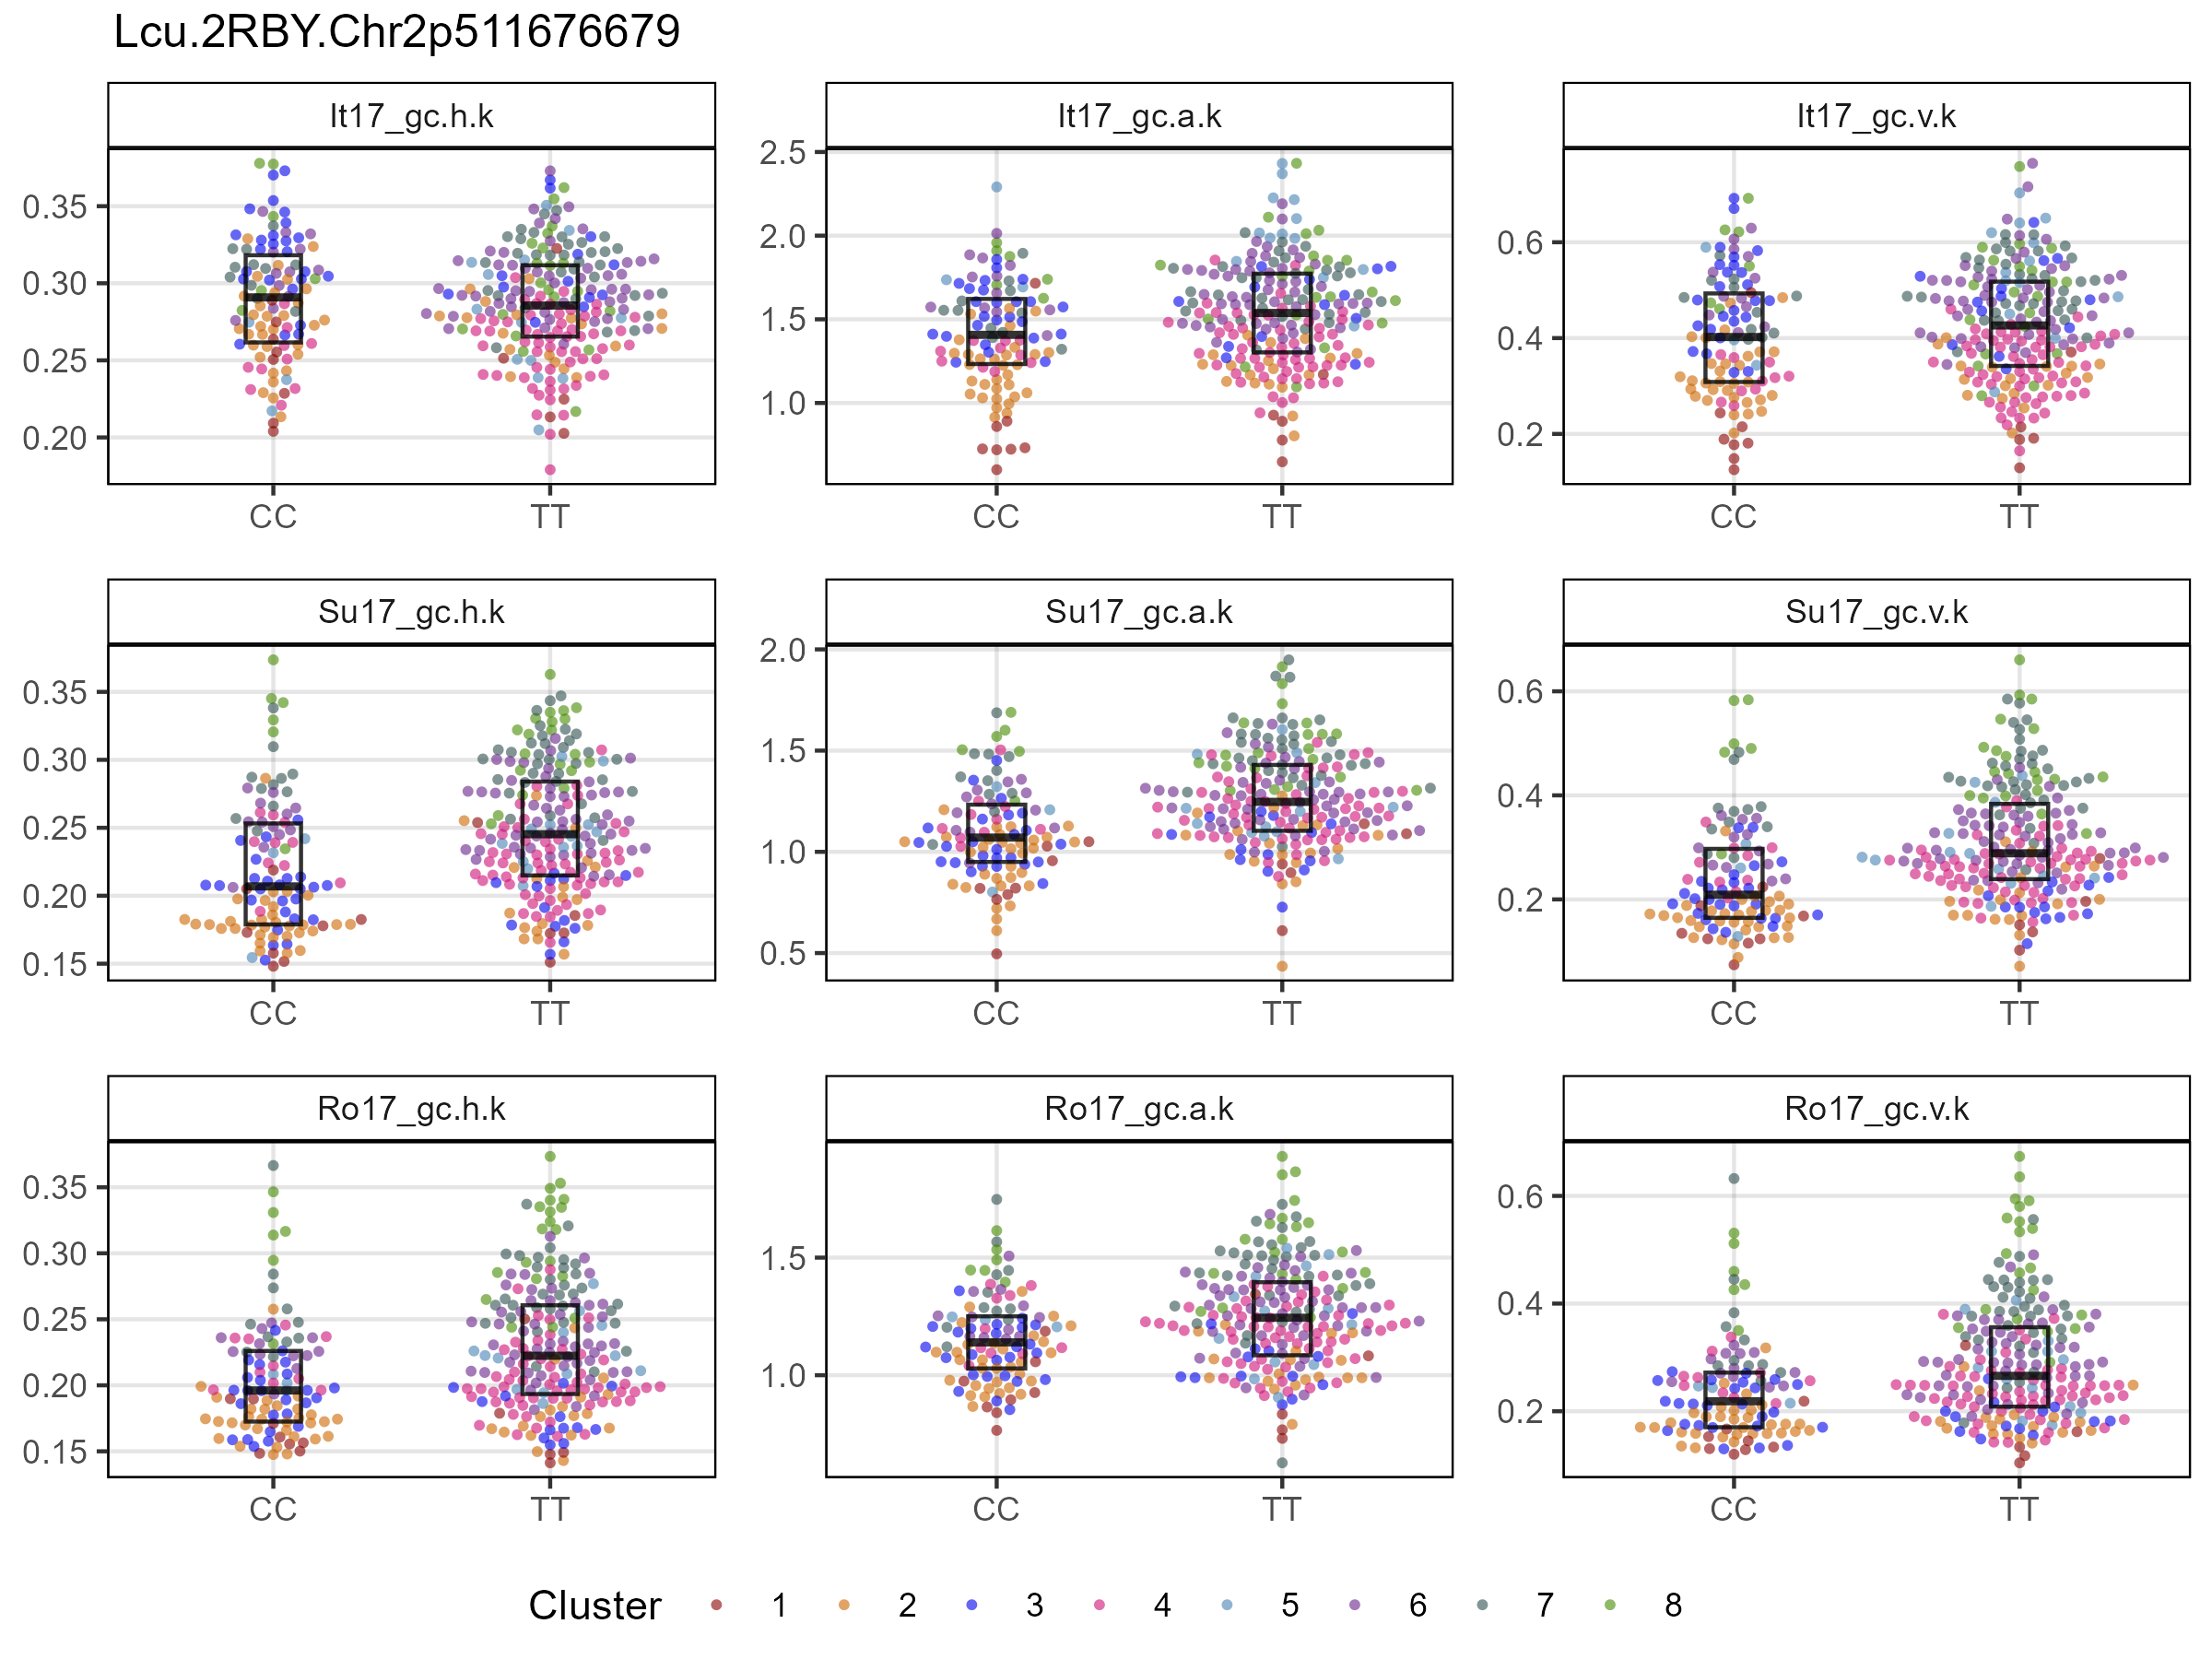 Lcu.2RBY.Chr2p511676679
It17_gc.h.k
It17_gc.a.k
It17_gc.v.k
0.35
0.30
0.25
0.20
2.5
2.0
1.5
1.0
0.6
0.4
0.2
CC TT
CC TT
CC TT
Su17_gc.h.k
Su17_gc.a.k
Su17_gc.v.k
0.35
0.30
0.25
0.20
0.15
2.0
1.5
1.0
0.5
0.6
0.4
0.2
CC TT
CC TT
CC TT
Ro17_gc.h.k
Ro17_gc.a.k
Ro17_gc.v.k
0.35
0.30
0.25
0.20
0.15
1.5
1.0
0.6
0.4
0.2
CC TT
CC TT
CC TT
Cluster 1 2 3 4 5 6 7 8